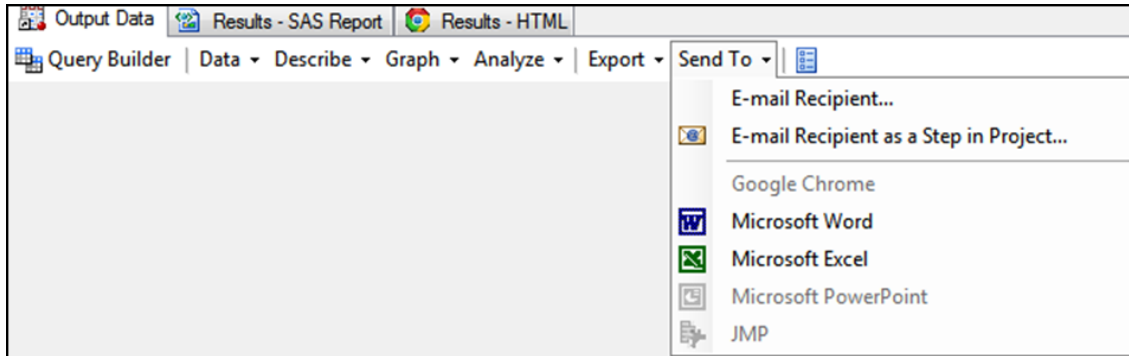 Output Data Results - SAS Report Results - HTML
Query Builder Data Describe Graph Analyze Export Send To
E-mail Recipient...
E-mail Recipient as a Step in Project...
Google Chrome
Microsoft Word
Microsoft Excel
Microsoft PowerPoint
JMP